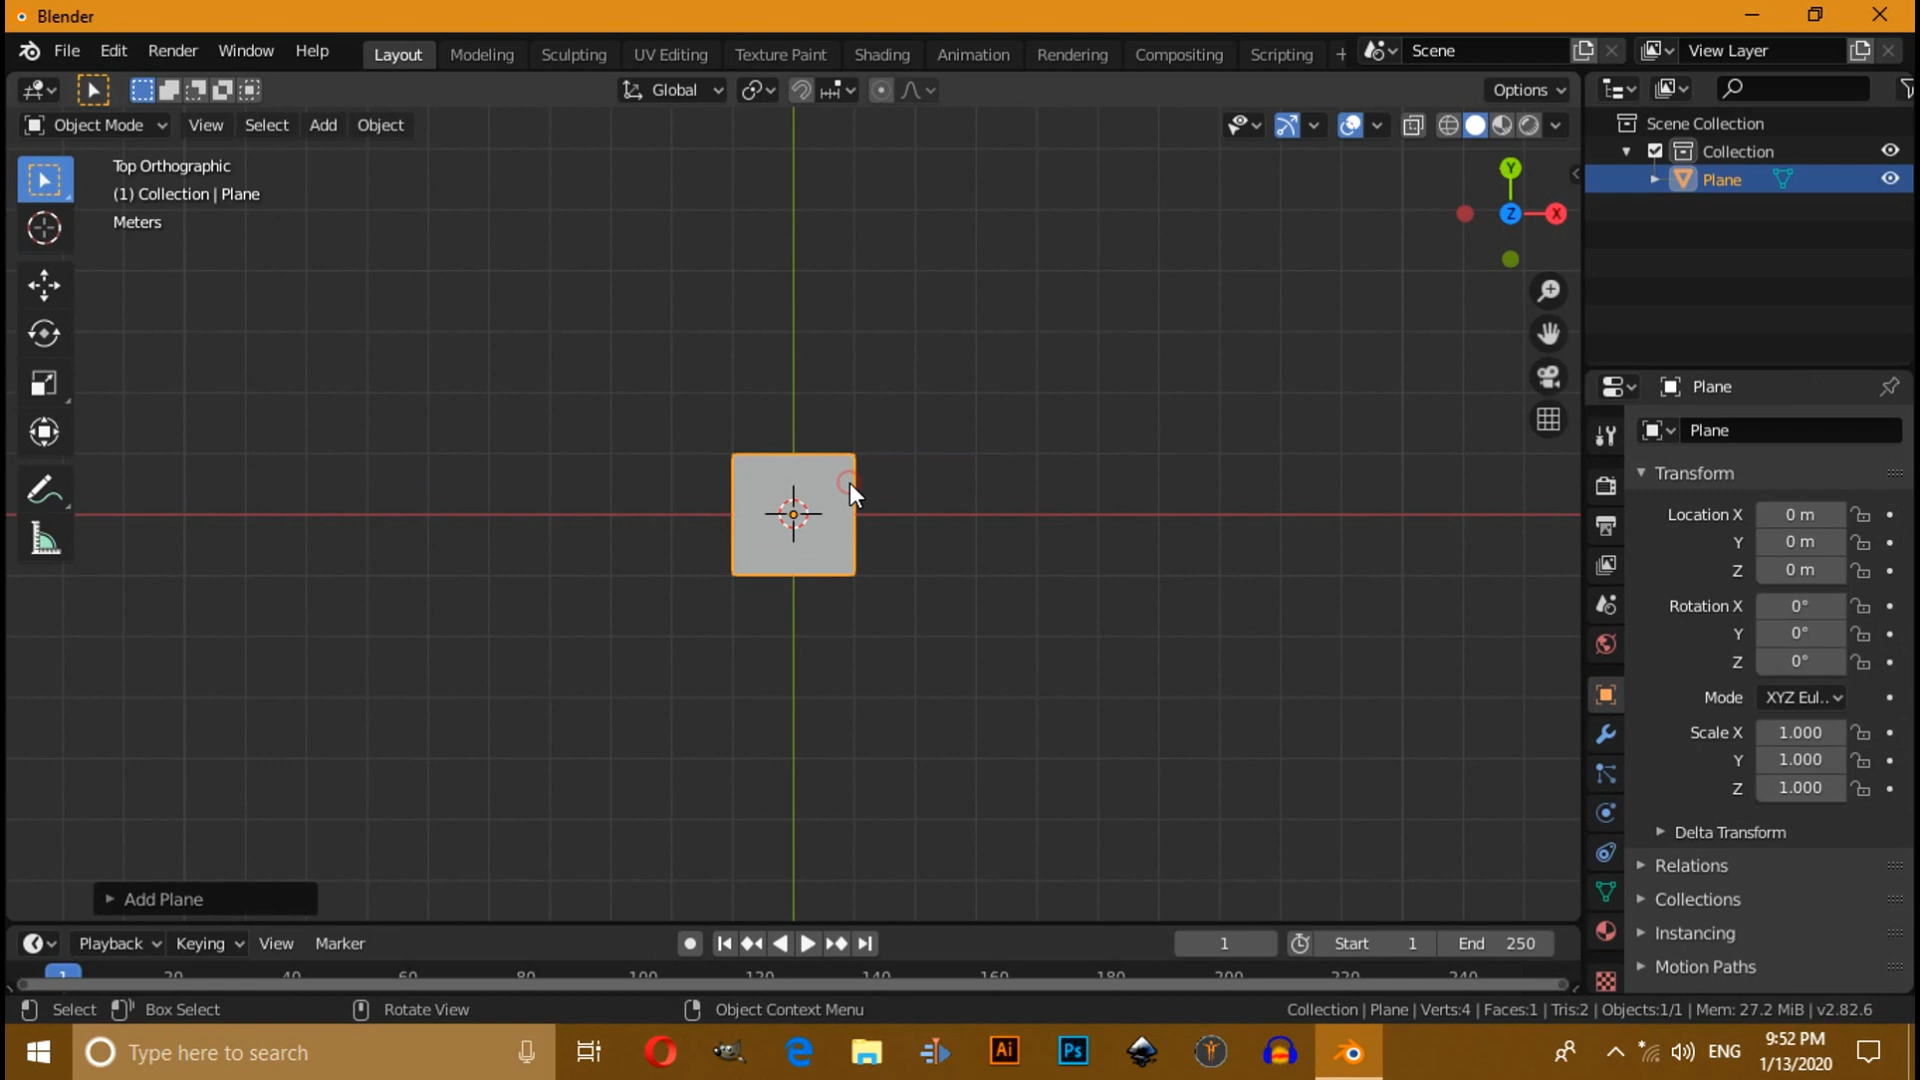 Blender
File Edit Render Window Help Layout Modeling Sculpting UV Editing Texture Paint Shading Animation Rendering Compositing Scripting + Scene View Layer
Global Options
Object Mode View Select Add Object
Scene Collection
Collection
Plane
Top Orthographic
(1) Collection | Plane
Meters
Y
Z X
Plane
Plane
Transform
Location X 0 m
Y 0 m
Z 0 m
Rotation X 0°
Y 0°
Z 0°
Mode XYZ Eul..
Scale X 1.000
Y 1.000
Z 1.000
Delta Transform
Relations
Collections
Instancing
Motion Paths
Add Plane
Playback Keying View Marker 1 Start 1 End 250
1 20 40 60 80 100 120 140 160 180 200 220 240
Select Box Select Rotate View Object Context Menu Collection | Plane | Verts:4 | Faces:1 | Tris:2 | Objects:1/1 | Mem: 27.2 MiB | v2.82.6
Type here to search Ai Ps ENG 9:52 PM
1/13/2020